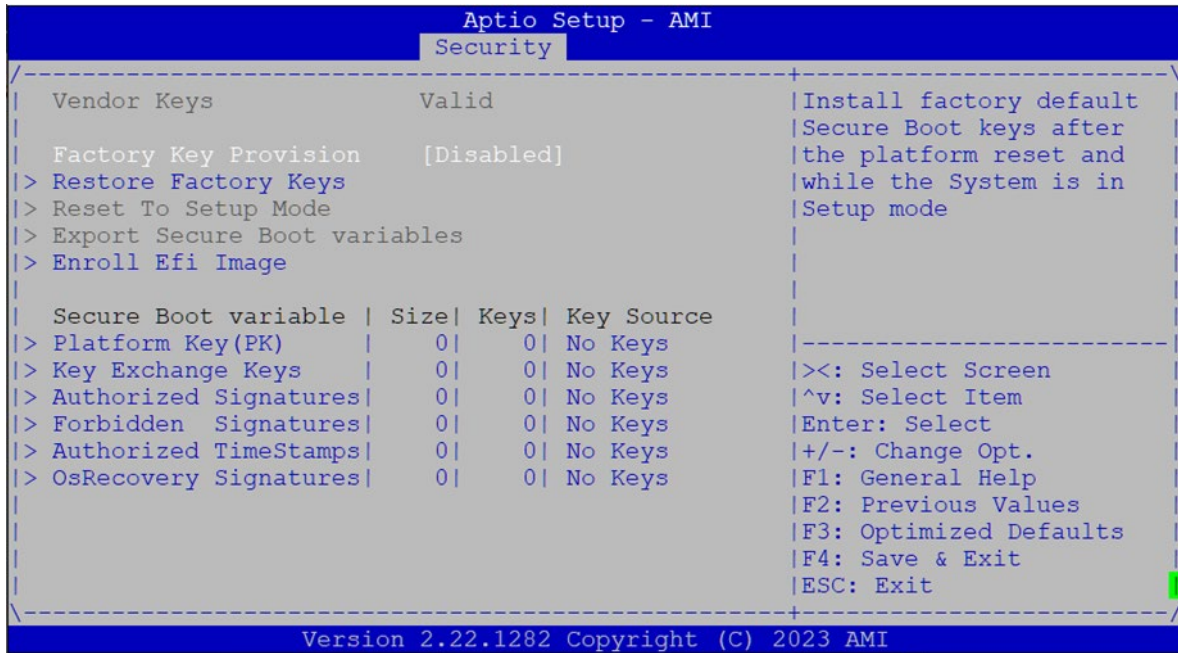 Aptio Setup - AMI
Security
Vendor Keys Valid
Factory Key Provision [Disabled]
> Restore Factory Keys
> Reset To Setup Mode
> Export Secure Boot variables
> Enroll Efi Image
Secure Boot variable | Size| Keys| Key Source
> Platform Key(PK) | 0| 0| No Keys
> Key Exchange Keys | 0| 0| No Keys
> Authorized Signatures| 0| 0| No Keys
> Forbidden Signatures| 0| 0| No Keys
> Authorized TimeStamps| 0| 0| No Keys
> OsRecovery Signatures| 0| 0| No Keys
Install factory default
Secure Boot keys after
the platform reset and
while the System is in
Setup mode
><: Select Screen
^v: Select Item
Enter: Select
+/-: Change Opt.
F1: General Help
F2: Previous Values
F3: Optimized Defaults
F4: Save & Exit
ESC: Exit
Version 2.22.1282 Copyright (C) 2023 AMI